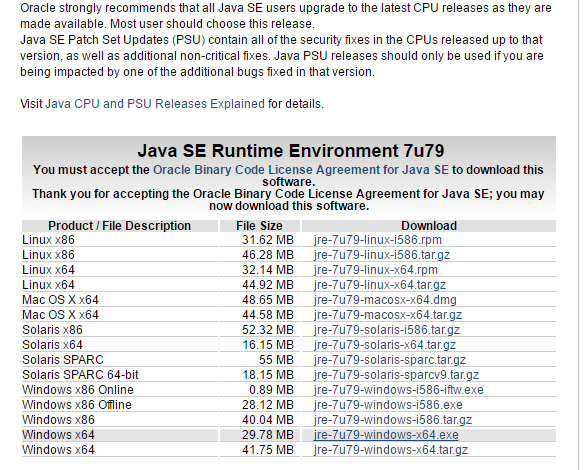 Oracle strongly recommends that all Java SE users upgrade to the latest CPU releases as they are
made available. Most user should choose this release.
Java SE Patch Set Updates (PSU) contain all of the security fixes in the CPUs released up to that
version, as well as additional non-critical fixes. Java PSU releases should only be used if you are
being impacted by one of the additional bugs fixed in that version.
Visit Java CPU and PSU Releases Explained for details.
Java SE Runtime Environment 7u79
You must accept the Oracle Binary Code License Agreement for Java SE to download this
software.
Thank you for accepting the Oracle Binary Code License Agreement for Java SE; you may
now download this software.
Product / File Description File Size Download
Linux x86 31.62 MB jre-7u79-linux-i586.rpm
Linux x86 46.28 MB jre-7u79-linux-i586.tar.gz
Linux x64 32.14 MB jre-7u79-linux-x64.rpm
Linux x64 44.92 MB jre-7u79-linux-x64.tar.gz
Mac OS X x64 48.65 MB jre-7u79-macosx-x64.dmg
Mac OS X x64 44.58 MB jre-7u79-macosx-x64.tar.gz
Solaris x86 52.32 MB jre-7u79-solaris-i586.tar.gz
Solaris x64 16.15 MB jre-7u79-solaris-x64.tar.gz
Solaris SPARC 55 MB jre-7u79-solaris-sparc.tar.gz
Solaris SPARC 64-bit 18.15 MB jre-7u79-solaris-sparcv9.tar.gz
Windows x86 Online 0.89 MB jre-7u79-windows-i586-iftw.exe
Windows x86 Offline 28.12 MB jre-7u79-windows-i586.exe
Windows x86 40.04 MB jre-7u79-windows-i586.tar.gz
Windows x64 29.78 MB jre-7u79-windows-x64.exe
Windows x64 41.75 MB jre-7u79-windows-x64.tar.gz